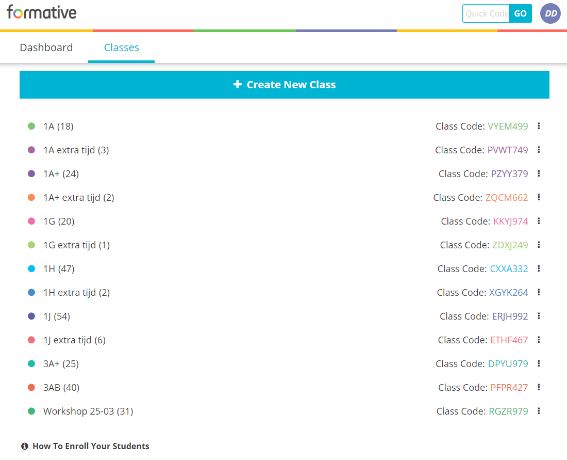 formative
Quick Code GO DD
Dashboard Classes
+ Create New Class
1A (18) Class Code: VYEM499
1A extra tijd (3) Class Code: PVWT749
1A+ (24) Class Code: PZYY379
1A+ extra tijd (2) Class Code: ZQCM662
1G (20) Class Code: KKYJ974
1G extra tijd (1) Class Code: ZDXJ249
1H (47) Class Code: CXXA332
1H extra tijd (2) Class Code: XGYK264
1J (54) Class Code: ERJH992
1J extra tijd (6) Class Code: ETHF467
3A+ (25) Class Code: DPYU979
3AB (40) Class Code: PFPR427
Workshop 25-03 (31) Class Code: RGZR979
How To Enroll Your Students